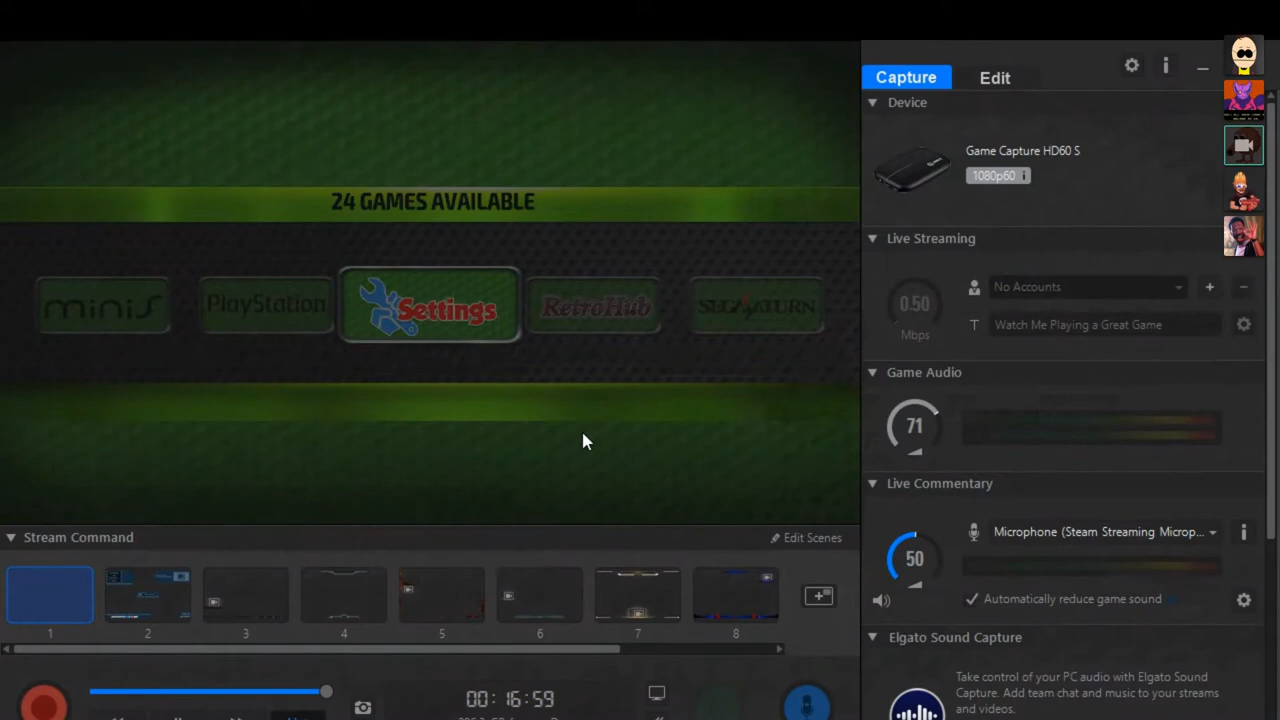 Capture Edit
Device
Game Capture HD60 S
1080p60
24 GAMES AVAILABLE
minis PlayStation Settings RetroHub SEGA SATURN
Live Streaming
No Accounts
0.50
Mbps
Watch Me Playing a Great Game
Game Audio
71
Live Commentary
Microphone (Steam Streaming Microp...
50
Automatically reduce game sound
Stream Command Edit Scenes
1 2 3 4 5 6 7 8
00:16:59
Elgato Sound Capture
Take control of your PC audio with Elgato Sound
Capture. Add team chat and music to your streams
and videos.